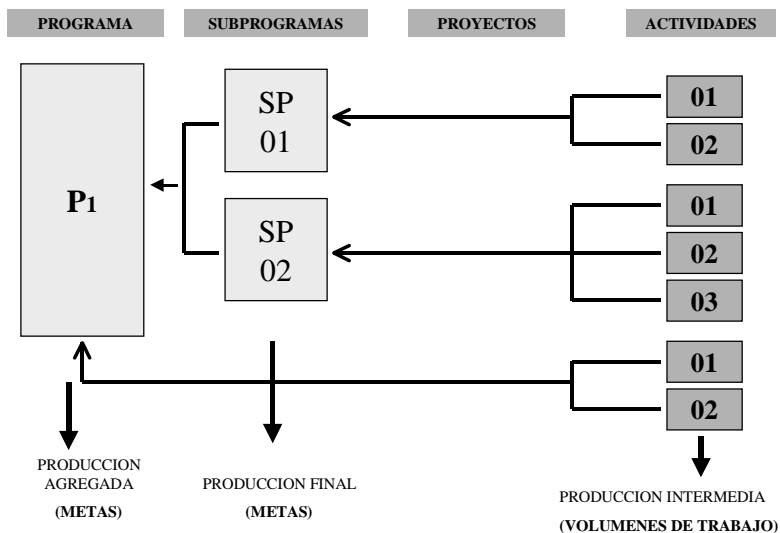 PROGRAMA
SUBPROGRAMAS
PROYECTOS
ACTIVIDADES
P1
SP
01
SP
02
01
02
01
02
03
01
02
PRODUCCION
AGREGADA
(METAS)
PRODUCCION FINAL
(METAS)
PRODUCCION INTERMEDIA
(VOLUMENES DE TRABAJO)